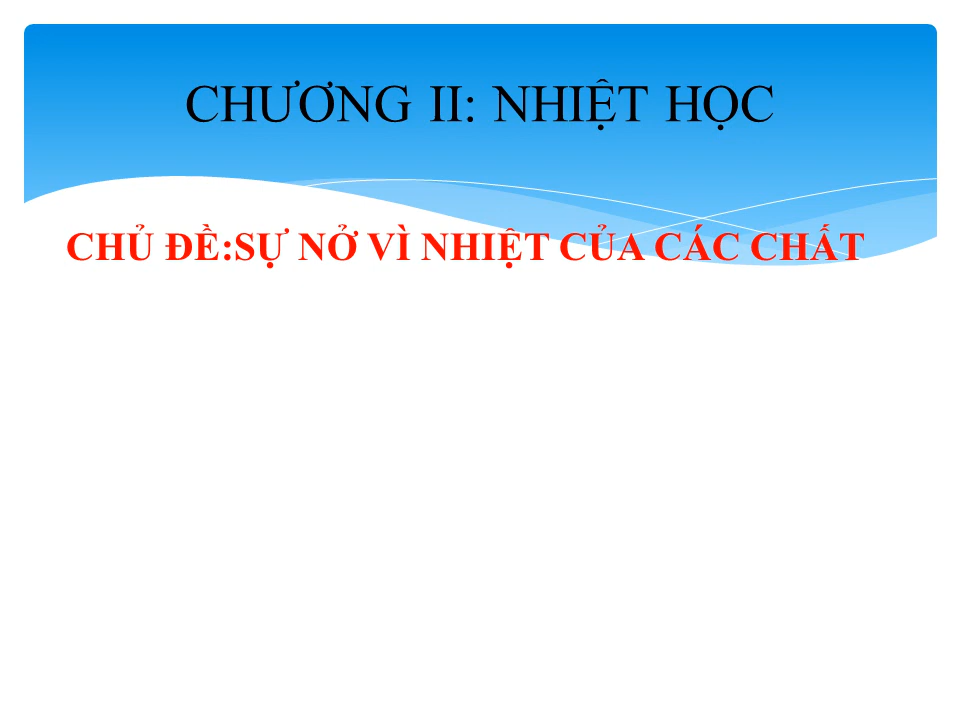 CHƯƠNG II: NHIỆT HỌC
CHỦ ĐỀ:SỰ NỞ VÌ NHIỆT CỦA CÁC CHẤT